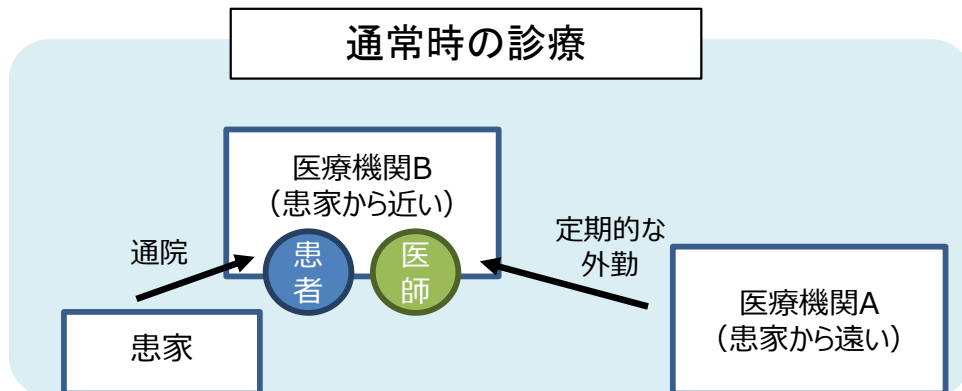 通常時の診療
医療機関B
（患家から近い）
通院
患
者
医
師
定期的な
外勤
患家
医療機関A
（患家から遠い）